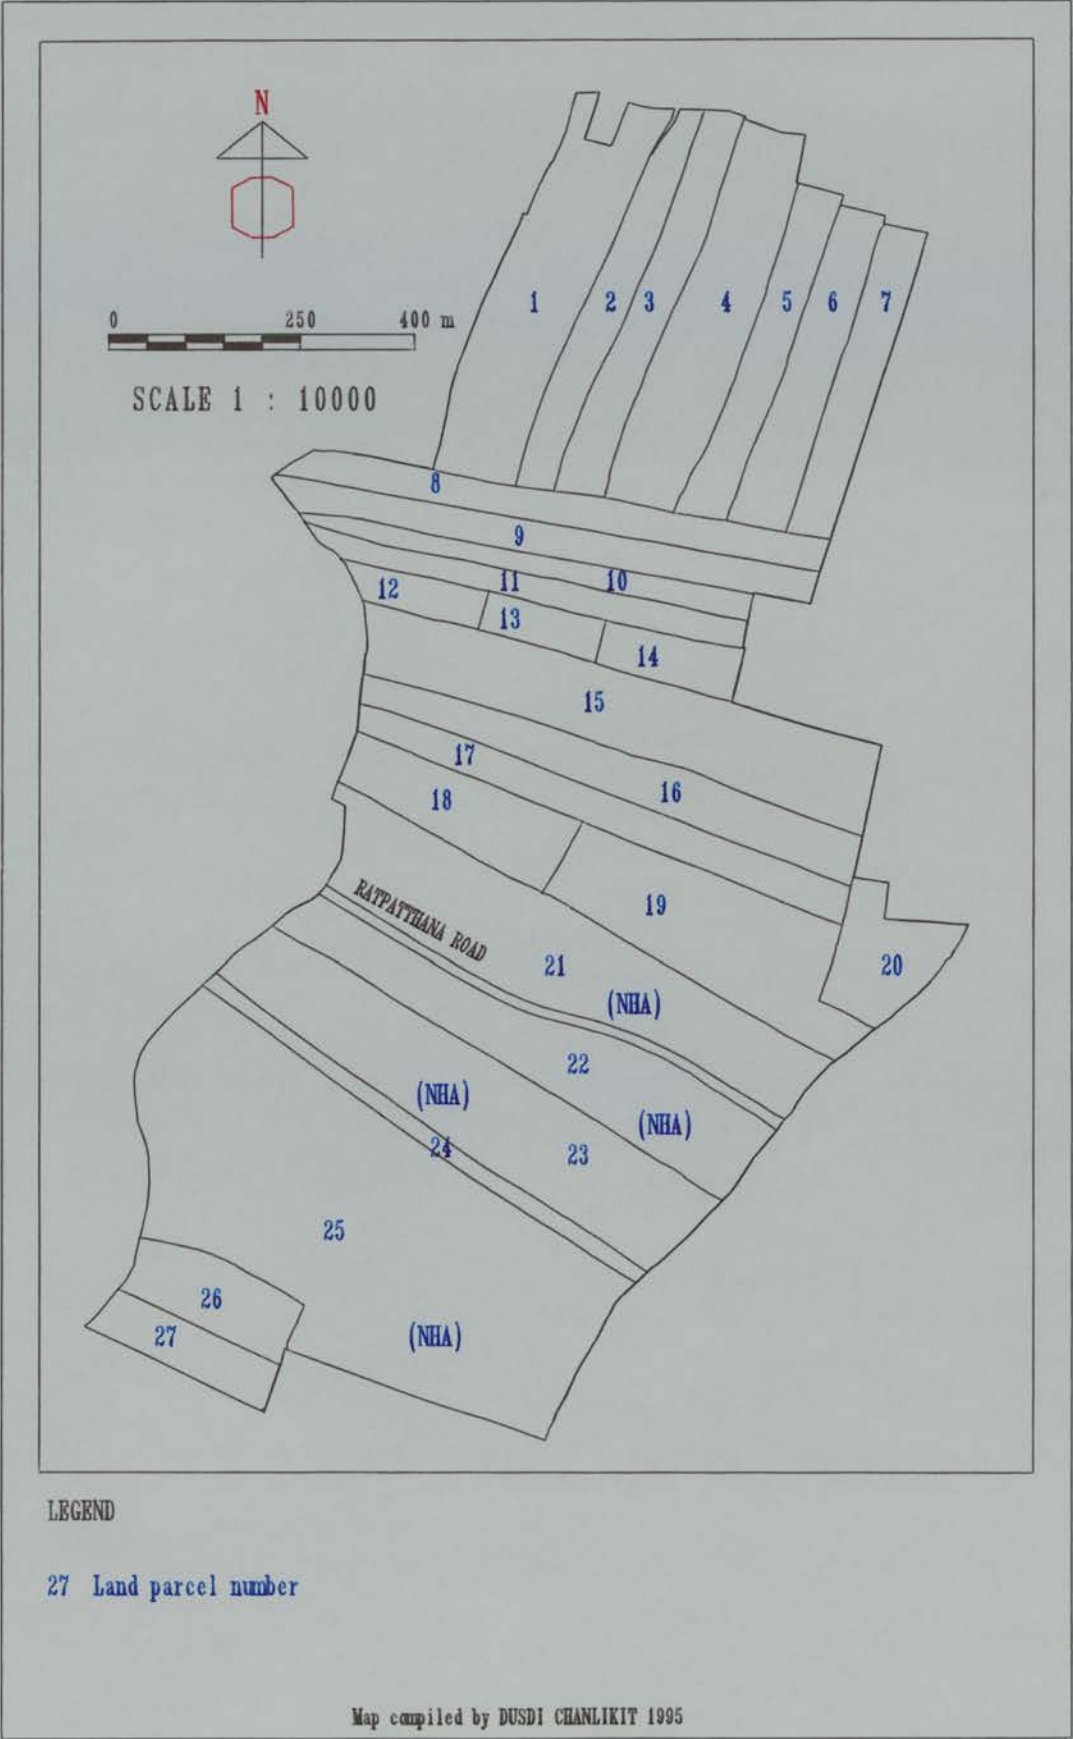 N
0 250 400 m
SCALE 1 : 10000
1 2 3 4 5 6 7
8
9
11 10
12
13
14
15
17
16
18
19
RATPATTHANA ROAD
21
20
(NHA)
22
(NHA)
(NHA)
24
23
25
26
27
(NHA)
LEGEND
27 Land parcel number
Map compiled by DUSDI CHANLIKIT 1995